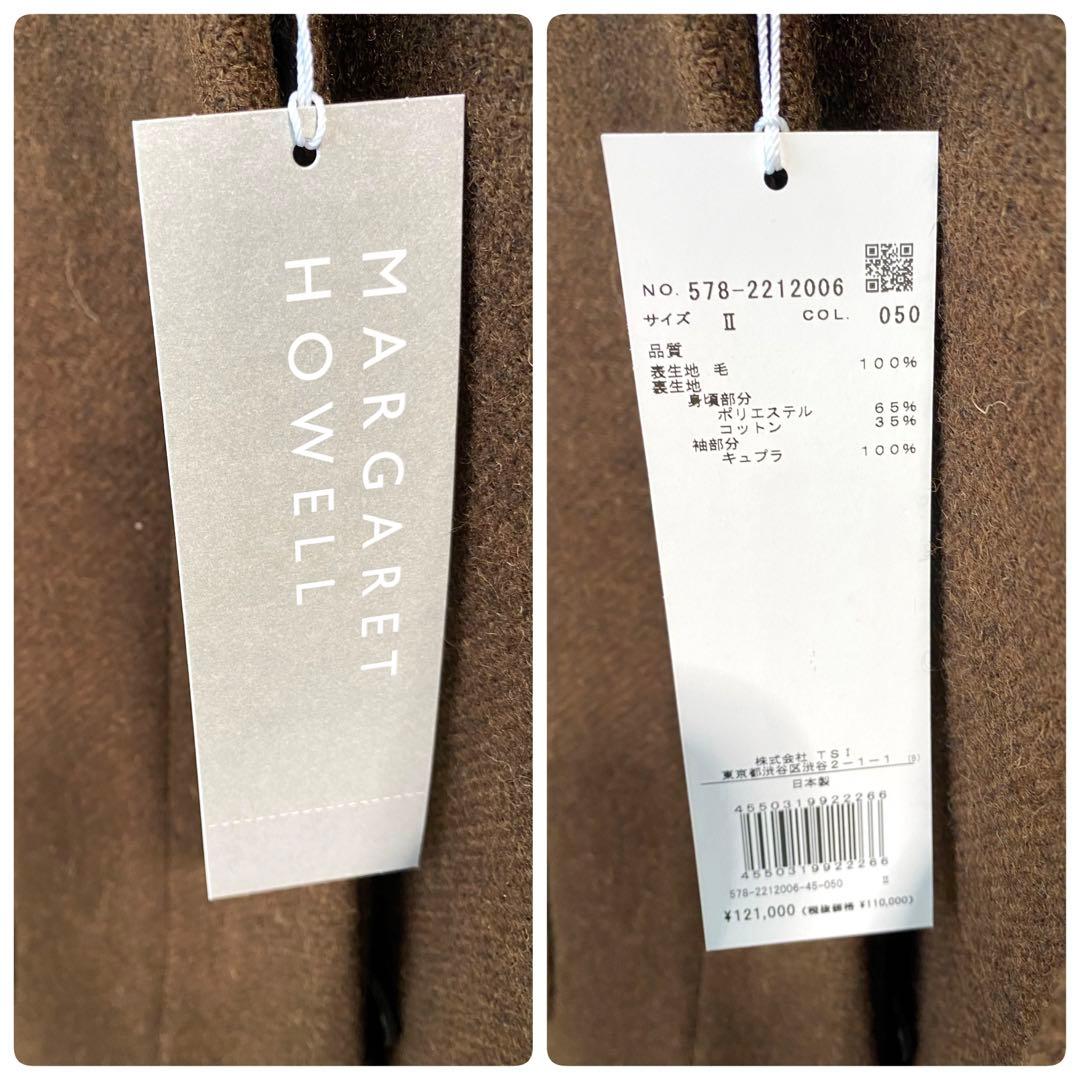 MARGARET
HOWELL
NO. 578-2212006
サイズ Ⅱ COL. 050
品質
表生地 毛 100%
裏生地
身頃部分
ポリエステル 65%
コットン 35%
袖部分
キュプラ 100%
株式会社 TSI
東京都渋谷区渋谷2-1-1 (9)
日本製
4550319922266
4550319922266
578-2212006-45-050 Ⅱ
¥121,000 (税抜価格 ¥110,000)